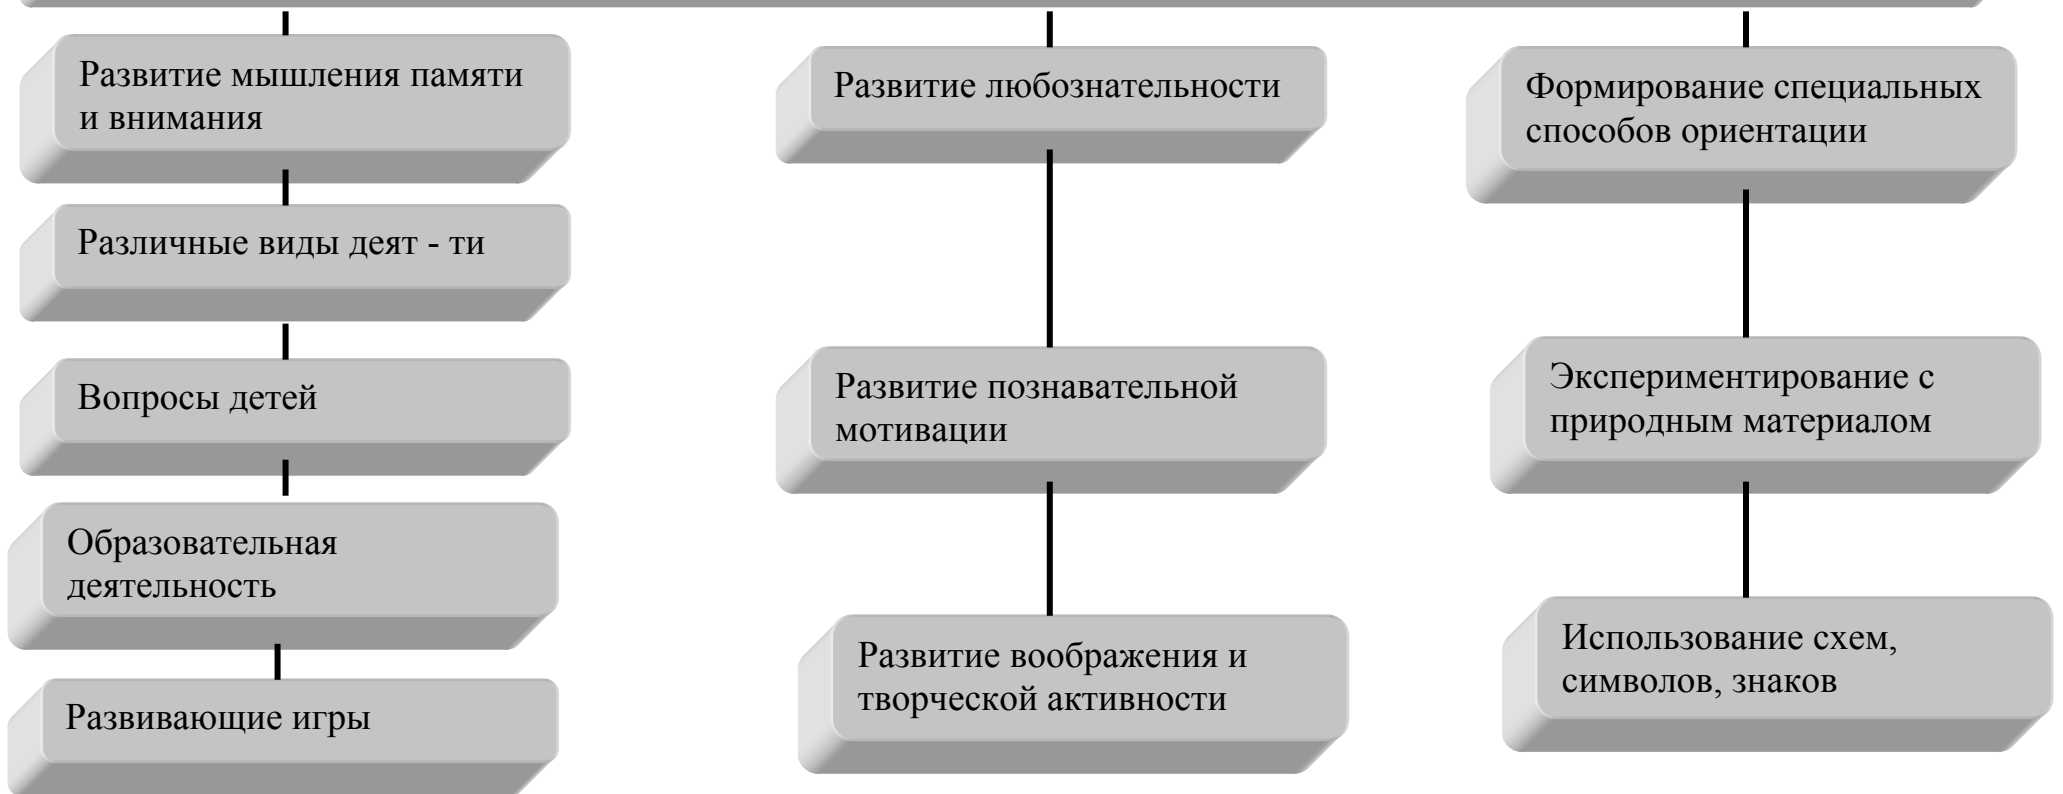 Развитие мышления памяти
и внимания
Различные виды деят - ти
Вопросы детей
Образовательная
деятельность
Развивающие игры
Развитие любознательности
Развитие познавательной
мотивации
Развитие воображения и
творческой активности
Формирование специальных
способов ориентации
Экспериментирование с
природным материалом
Использование схем,
символов, знаков